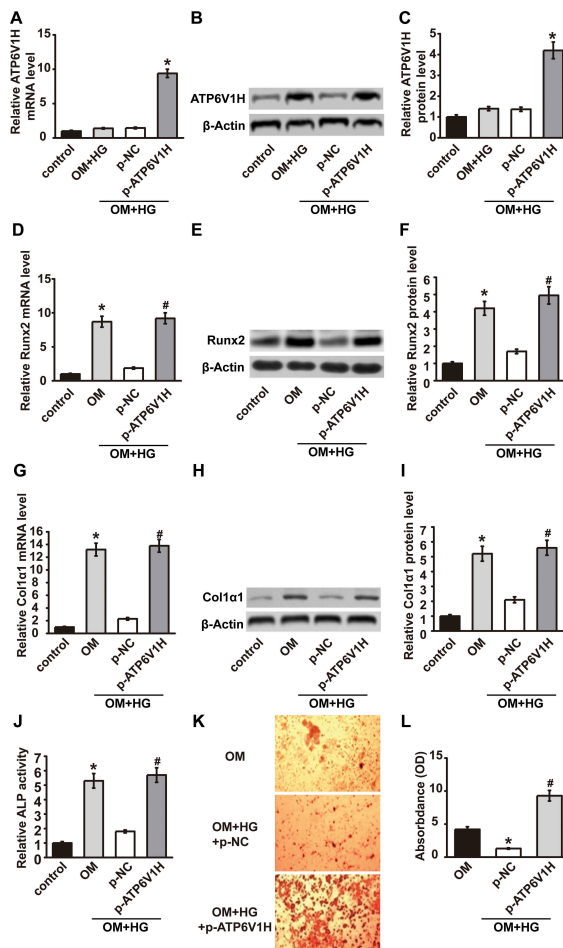 A
Relative ATP6V1H
mRNA level
15
10
5
0
*
control
OM+HG
p-NC
p-ATP6V1H
OM+HG
B
ATP6V1H
β-Actin
control
OM+HG
p-NC
p-ATP6V1H
OM+HG
C
Relative ATP6V1H
protein level
5
4
3
2
1
0
*
control
OM+HG
p-NC
p-ATP6V1H
OM+HG
D
Relative Runx2 mRNA level
15
10
5
0
*
#
control
OM
p-NC
p-ATP6V1H
OM+HG
E
Runx2
β-Actin
control
OM
p-NC
p-ATP6V1H
OM+HG
F
Relative Runx2 protein level
6
5
4
3
2
1
0
*
#
control
OM
p-NC
p-ATP6V1H
OM+HG
G
Relative Col1α1 mRNA level
16
14
12
10
8
6
4
2
0
*
#
control
OM
p-NC
p-ATP6V1H
OM+HG
H
Col1α1
β-Actin
control
OM
p-NC
p-ATP6V1H
OM+HG
I
Relative Col1α1 protein level
7
6
5
4
3
2
1
0
*
#
control
OM
p-NC
p-ATP6V1H
OM+HG
J
Relative ALP activity
7
6
5
4
3
2
1
0
*
#
control
OM
p-NC
p-ATP6V1H
OM+HG
K
OM
OM+HG
+p-NC
OM+HG
+p-ATP6V1H
L
Absorbdance (OD)
15
10
5
0
*
#
OM
p-NC
p-ATP6V1H
OM+HG